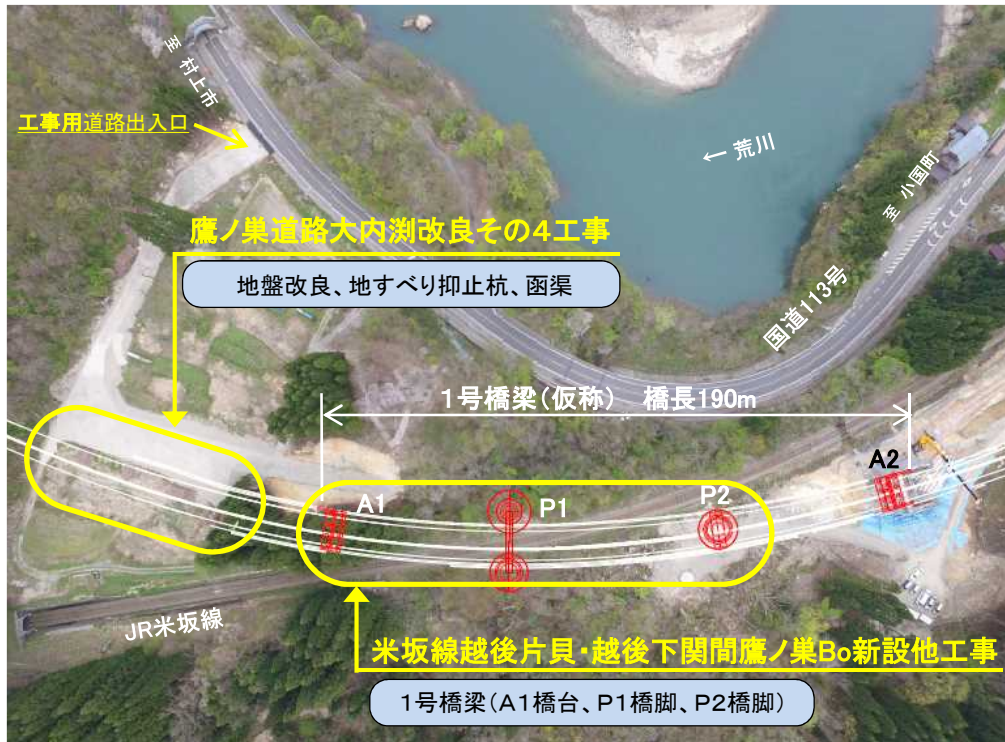 至 村上市
工事用道路出入口
← 荒川
至 小国町
鷹ノ巣道路大内渕改良その4工事
地盤改良、地すべり抑止杭、函渠
国道113号
1号橋梁(仮称) 橋長190m
A2
A1
P1
P2
JR米坂線
米坂線越後片貝・越後下関間鷹ノ巣Bo新設他工事
1号橋梁(A1橋台、P1橋脚、P2橋脚)